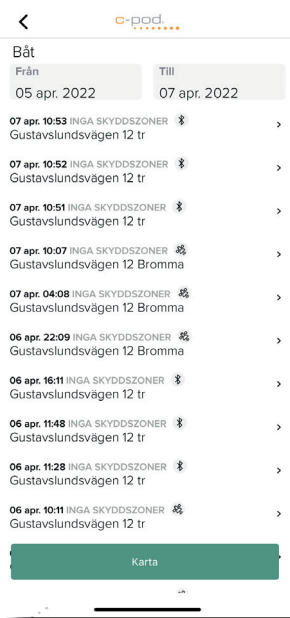 c-pod.
Båt
Från
Till
05 apr. 2022
07 apr. 2022
07 apr. 10:53 INGA SKYDDSZONER
Gustavslundsvägen 12 tr
07 apr. 10:52 INGA SKYDDSZONER
Gustavslundsvägen 12 tr
07 apr. 10:51 INGA SKYDDSZONER
Gustavslundsvägen 12 tr
07 apr. 10:07 INGA SKYDDSZONER
Gustavslundsvägen 12 Bromma
07 apr. 04:08 INGA SKYDDSZONER
Gustavslundsvägen 12 Bromma
06 apr. 22:09 INGA SKYDDSZONER
Gustavslundsvägen 12 Bromma
06 apr. 16:11 INGA SKYDDSZONER
Gustavslundsvägen 12 tr
06 apr. 11:48 INGA SKYDDSZONER
Gustavslundsvägen 12 tr
06 apr. 11:28 INGA SKYDDSZONER
Gustavslundsvägen 12 tr
06 apr. 10:11 INGA SKYDDSZONER
Gustavslundsvägen 12 tr
Karta